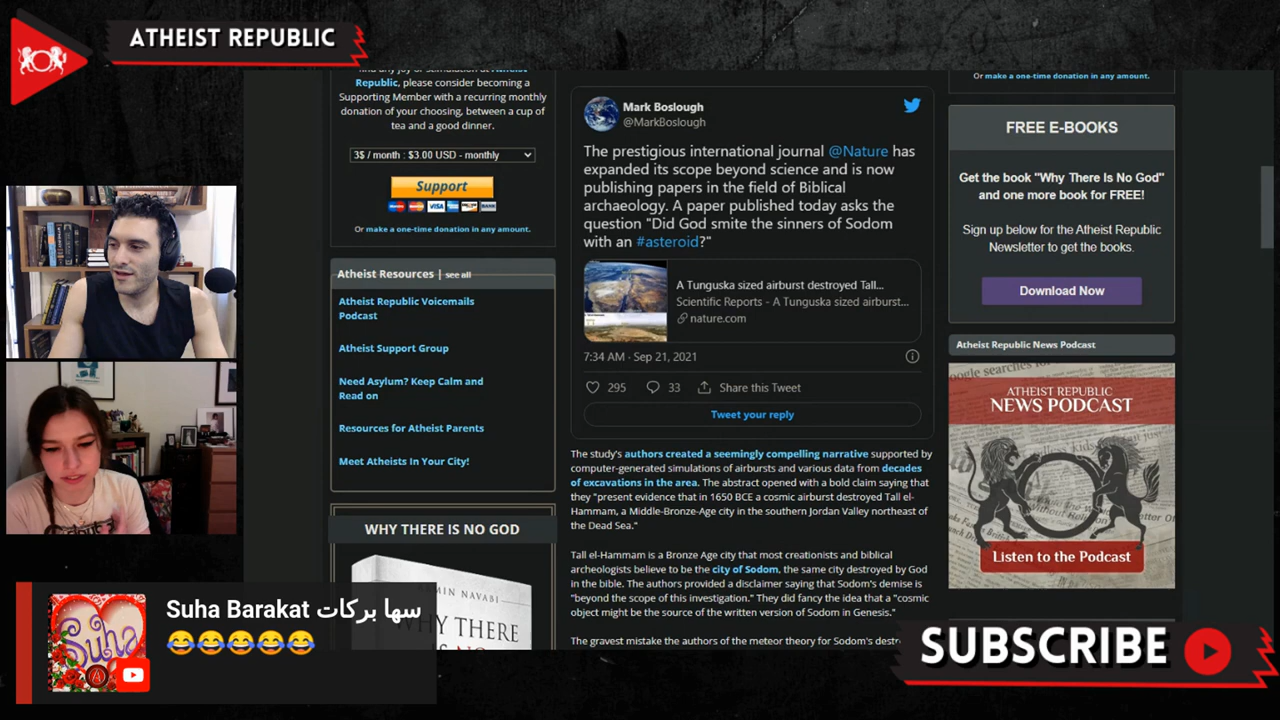 ATHEIST REPUBLIC
find any joy or stimulation at Atheist
Republic, please consider becoming a
Supporting Member with a recurring monthly
donation of your choosing, between a cup of
tea and a good dinner.
3$ / month : $3.00 USD - monthly
Support
VISA
Or make a one-time donation in any amount.
Atheist Resources | see all
Atheist Republic Voicemails
Podcast
Atheist Support Group
Need Asylum? Keep Calm and
Read on
Resources for Atheist Parents
Meet Atheists In Your City!
WHY THERE IS NO GOD
NAVABI
WHY THERE
IS NO
Mark Boslough
@MarkBoslough
The prestigious international journal @Nature has
expanded its scope beyond science and is now
publishing papers in the field of Biblical
archaeology. A paper published today asks the
question "Did God smite the sinners of Sodom
with an #asteroid?"
A Tunguska sized airburst destroyed Tall...
Scientific Reports - A Tunguska sized airburst...
nature.com
7:34 AM · Sep 21, 2021
295
33
Share this Tweet
Tweet your reply
The study's authors created a seemingly compelling narrative supported by
computer-generated simulations of airbursts and various data from decades
of excavations in the area. The abstract opened with a bold claim saying that
they "present evidence that in 1650 BCE a cosmic airburst destroyed Tall el-
Hammam, a Middle-Bronze-Age city in the southern Jordan Valley northeast of
the Dead Sea."
Tall el-Hammam is a Bronze Age city that most creationists and biblical
archeologists believe to be the city of Sodom, the same city destroyed by God
in the bible. The authors provided a disclaimer saying that Sodom's demise is
"beyond the scope of this investigation." They did fancy the idea that a "cosmic
object might be the source of the written version of Sodom in Genesis."
The gravest mistake the authors of the meteor theory for Sodom's
Or make a one-time donation in any amount.
FREE E-BOOKS
Get the book "Why There Is No God"
and one more book for FREE!
Sign up below for the Atheist Republic
Newsletter to get the books.
Download Now
Atheist Republic News Podcast
ATHEIST REPUBLIC
NEWS PODCAST
Listen to the Podcast
Suha
Suha Barakat سها بركات
😂😂😂😂😂
SUBSCRIBE